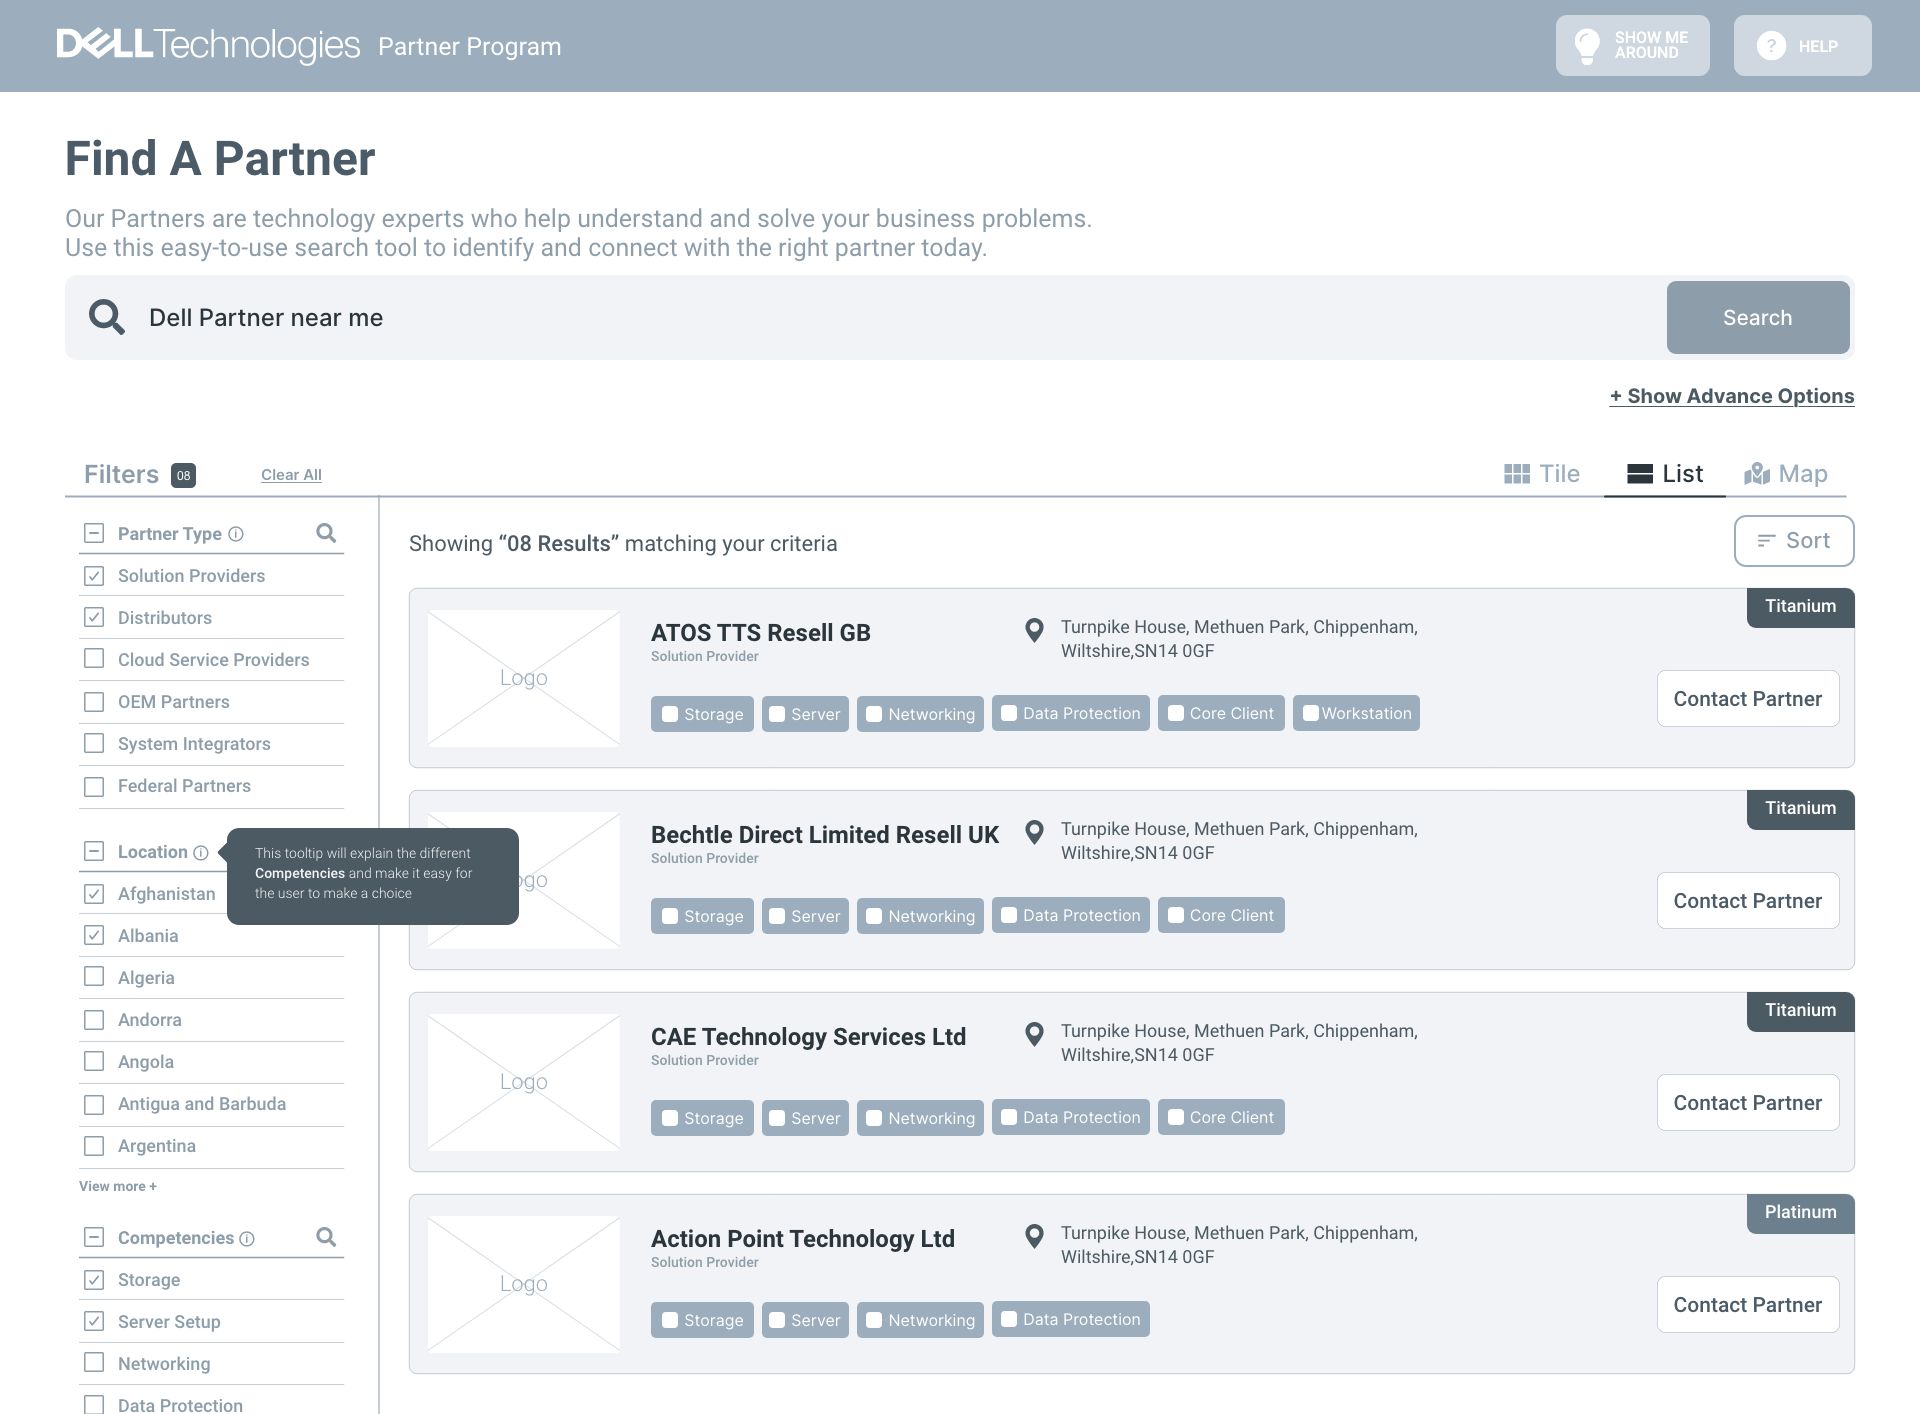 DELLTechnologies Partner Program
SHOW ME
AROUND
? HELP
Find A Partner
Our Partners are technology experts who help understand and solve your business problems.
Use this easy-to-use search tool to identify and connect with the right partner today.
Dell Partner near me
Search
+ Show Advance Options
Filters 08 Clear All
Tile List Map
Partner Type
Solution Providers
Distributors
Cloud Service Providers
OEM Partners
System Integrators
Federal Partners
Location
This tooltip will explain the different
Competencies and make it easy for
the user to make a choice
Afghanistan
Albania
Algeria
Andorra
Angola
Antigua and Barbuda
Argentina
View more +
Competencies
Storage
Server Setup
Networking
Data Protection
Showing “08 Results” matching your criteria
Sort
Logo
ATOS TTS Resell GB
Solution Provider
Turnpike House, Methuen Park, Chippenham,
Wiltshire,SN14 0GF
Titanium
Storage Server Networking Data Protection Core Client Workstation
Contact Partner
ogo
Bechtle Direct Limited Resell UK
Solution Provider
Turnpike House, Methuen Park, Chippenham,
Wiltshire,SN14 0GF
Titanium
Storage Server Networking Data Protection Core Client
Contact Partner
Logo
CAE Technology Services Ltd
Solution Provider
Turnpike House, Methuen Park, Chippenham,
Wiltshire,SN14 0GF
Titanium
Storage Server Networking Data Protection Core Client
Contact Partner
Logo
Action Point Technology Ltd
Solution Provider
Turnpike House, Methuen Park, Chippenham,
Wiltshire,SN14 0GF
Platinum
Storage Server Networking Data Protection
Contact Partner